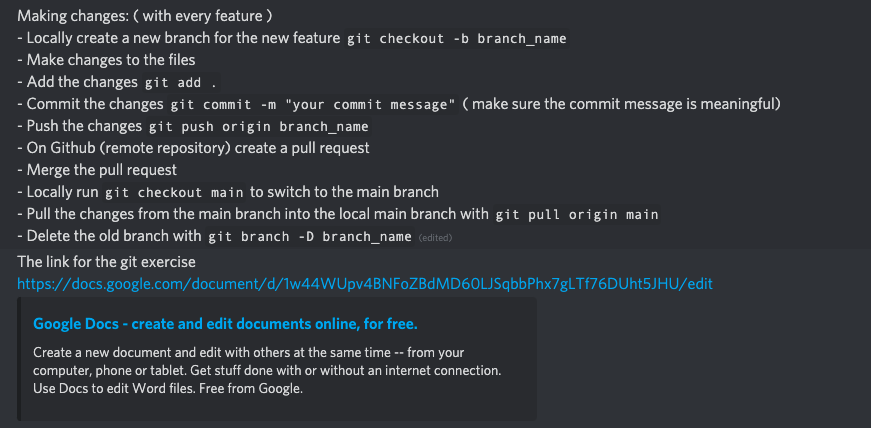 Making changes: ( with every feature )
- Locally create a new branch for the new feature git checkout -b branch_name
- Make changes to the files
- Add the changes git add .
- Commit the changes git commit -m "your commit message" ( make sure the commit message is meaningful)
- Push the changes git push origin branch_name
- On Github (remote repository) create a pull request
- Merge the pull request
- Locally run git checkout main to switch to the main branch
- Pull the changes from the main branch into the local main branch with git pull origin main
- Delete the old branch with git branch -D branch_name (edited)
The link for the git exercise
https://docs.google.com/document/d/1w44WUpv4BNFoZBdMD60LJSqbbPhx7gLTf76DUht5JHU/edit
Google Docs - create and edit documents online, for free.
Create a new document and edit with others at the same time -- from your
computer, phone or tablet. Get stuff done with or without an internet connection.
Use Docs to edit Word files. Free from Google.